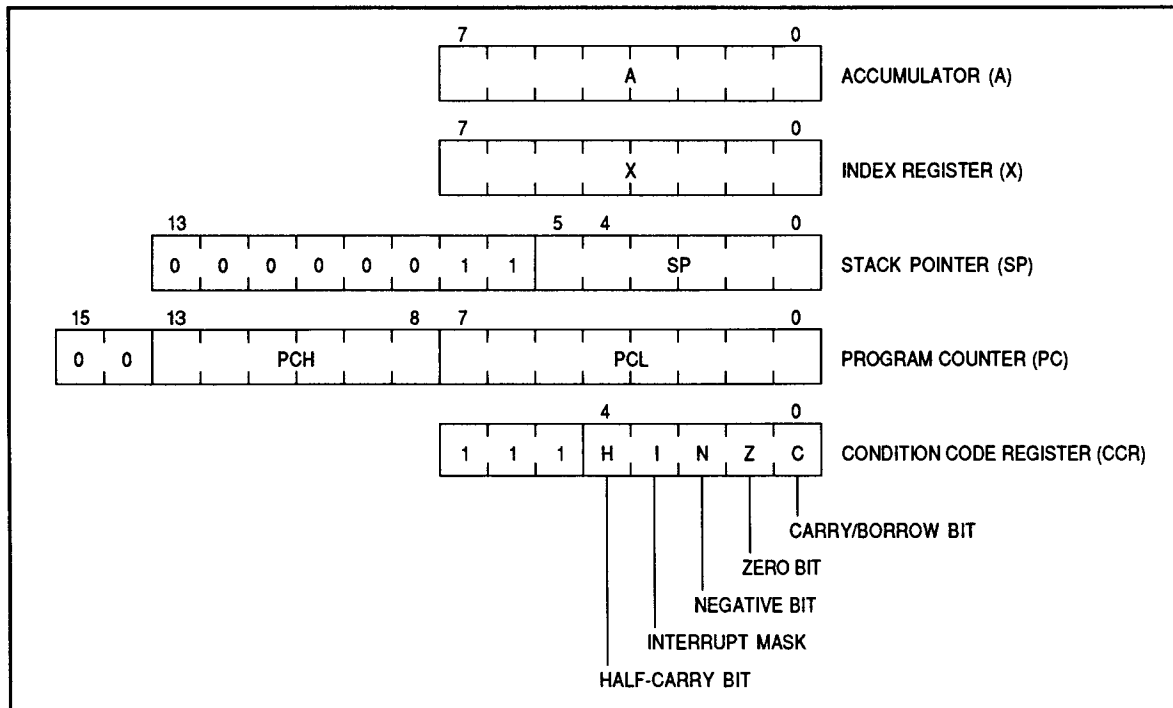 7 0
A ACCUMULATOR (A)
7 0
X INDEX REGISTER (X)
13 5 4 0
0 0 0 0 0 0 1 1 SP STACK POINTER (SP)
15 13 8 7 0
0 0 PCH PCL PROGRAM COUNTER (PC)
4 0
1 1 1 H I N Z C CONDITION CODE REGISTER (CCR)
CARRY/BORROW BIT
ZERO BIT
NEGATIVE BIT
INTERRUPT MASK
HALF-CARRY BIT